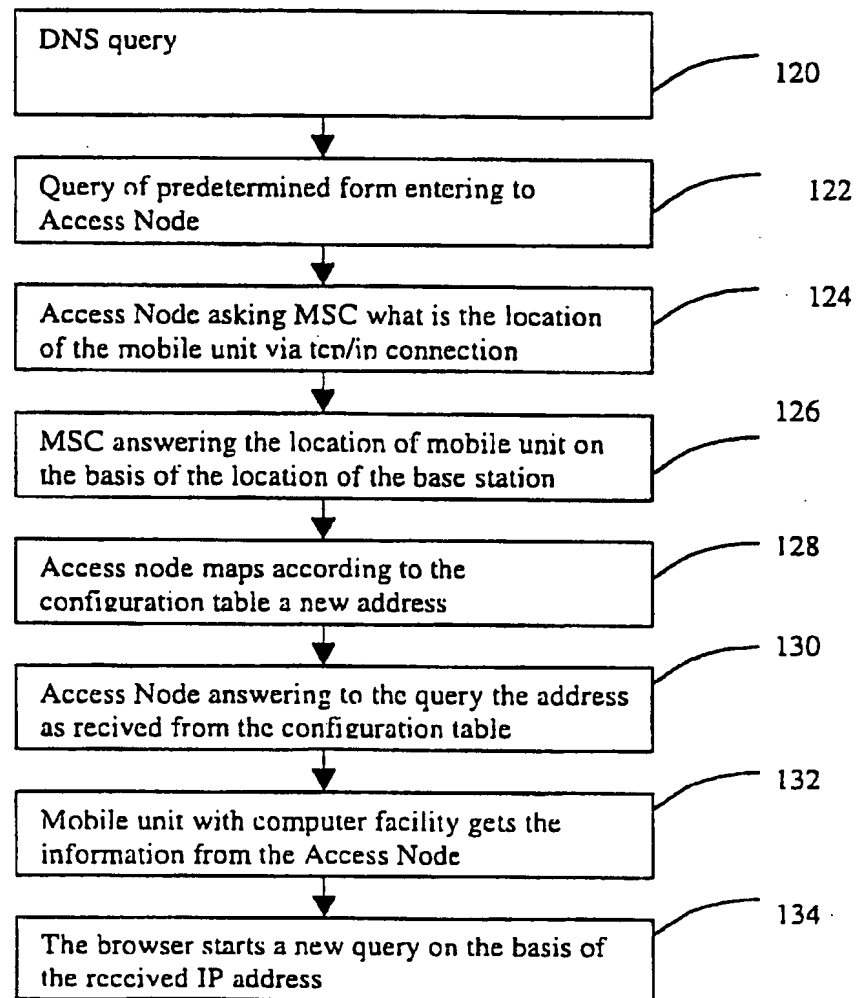 DNS query
120
Query of predetermined form entering to
Access Node
122
Access Node asking MSC what is the location
of the mobile unit via tcp/ip connection
124
MSC answering the location of mobile unit on
the basis of the location of the base station
126
Access node maps according to the
configuration table a new address
128
Access Node answering to the query the address
as recived from the configuration table
130
Mobile unit with computer facility gets the
information from the Access Node
132
The browser starts a new query on the basis of
the received IP address
134